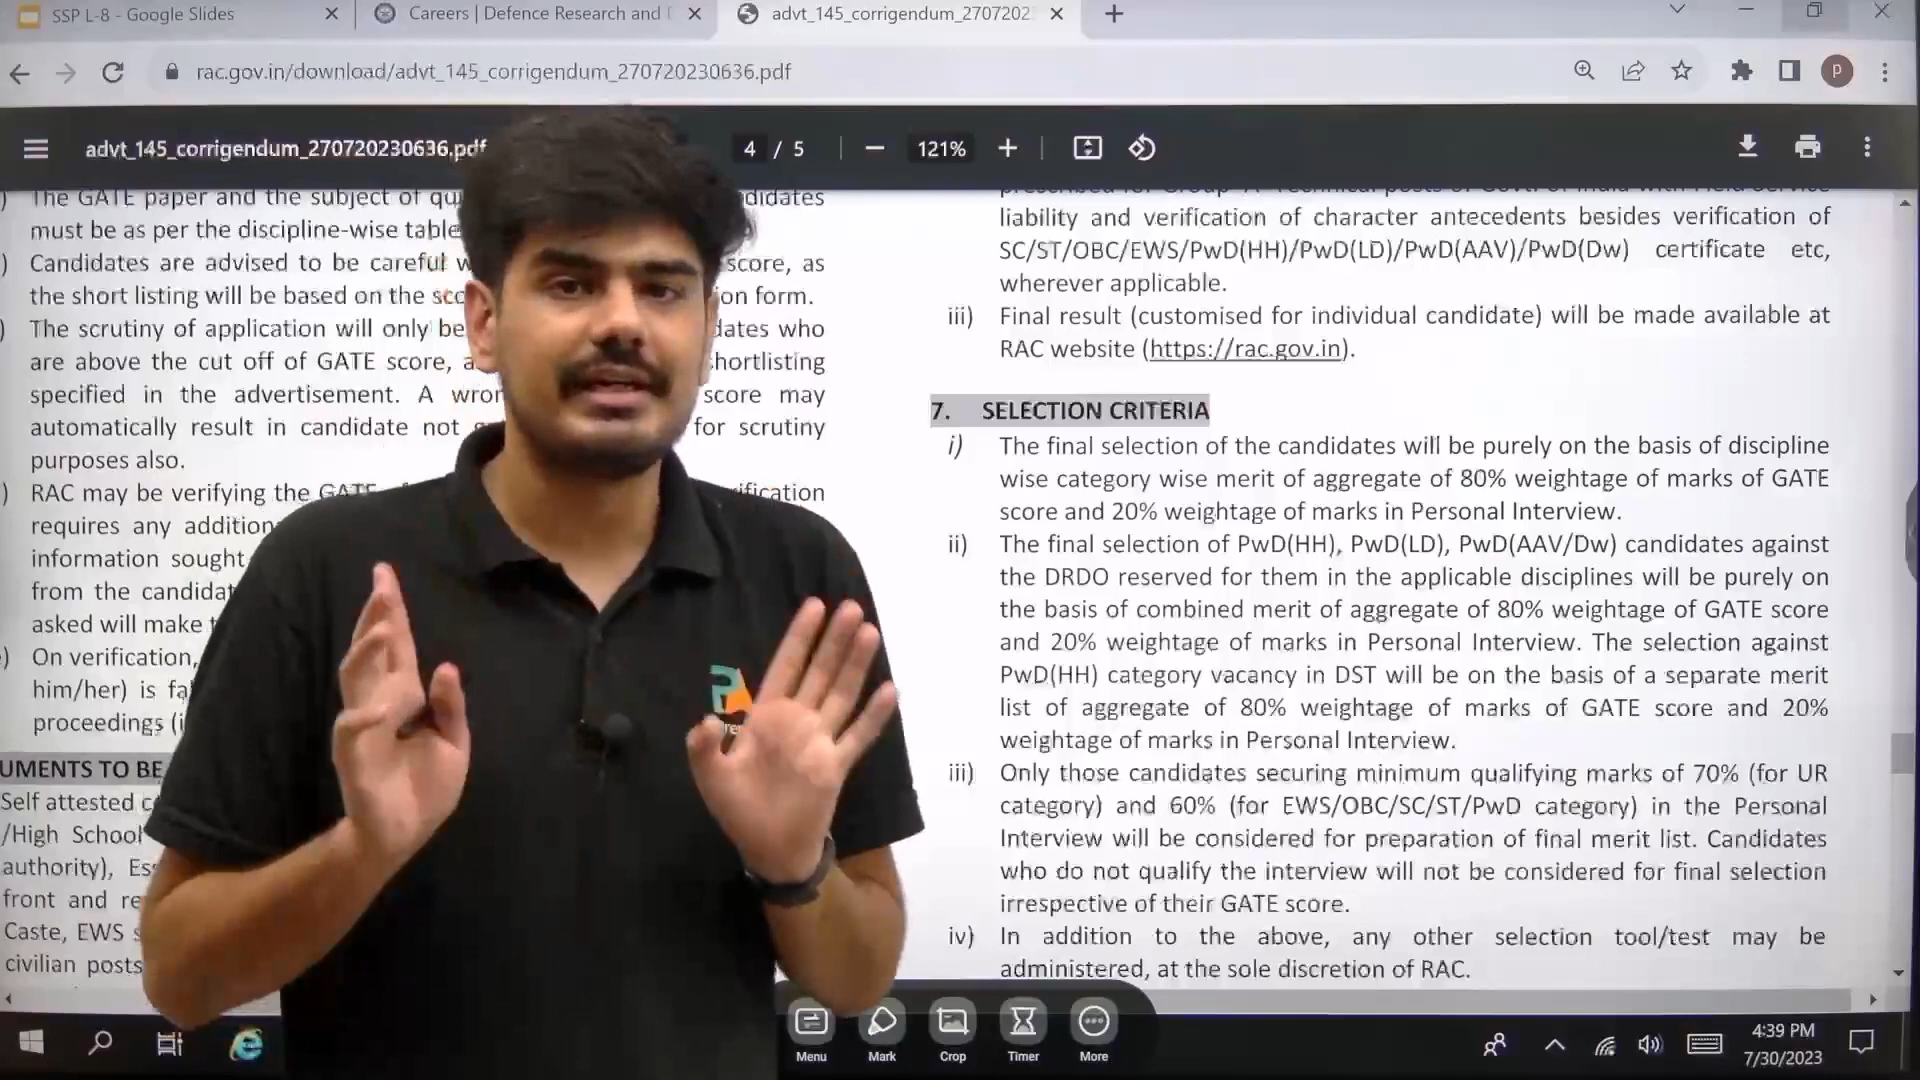 SSP L-8 - Google Slides
Careers | Defence Research and D
advt_145_corrigendum_2707202
rac.gov.in/download/advt_145_corrigendum_270720230636.pdf
p
advt_145_corrigendum_270720230636.pdf
4 / 5
121%
) The GATE paper and the subject of qu
didates
must be as per the discipline-wise table
) Candidates are advised to be careful w
score, as
the short listing will be based on the sco
on form.
) The scrutiny of application will only be
dates who
are above the cut off of GATE score, a
hortlisting
specified in the advertisement. A wron
score may
automatically result in candidate not
for scrutiny
purposes also.
) RAC may be verifying the GATE
rification
requires any addition
information sought
from the candidat
asked will make t
) On verification,
him/her) is fa
proceedings (i
UMENTS TO BE
Self attested c
/High School
authority), Ess
front and re
Caste, EWS s
civilian posts
liability and verification of character antecedents besides verification of
SC/ST/OBC/EWS/PwD(HH)/PwD(LD)/PwD(AAV)/PwD(Dw) certificate etc,
wherever applicable.
iii) Final result (customised for individual candidate) will be made available at
RAC website (https://rac.gov.in).
7. SELECTION CRITERIA
i) The final selection of the candidates will be purely on the basis of discipline
wise category wise merit of aggregate of 80% weightage of marks of GATE
score and 20% weightage of marks in Personal Interview.
ii) The final selection of PwD(HH), PwD(LD), PwD(AAV/Dw) candidates against
the DRDO reserved for them in the applicable disciplines will be purely on
the basis of combined merit of aggregate of 80% weightage of GATE score
and 20% weightage of marks in Personal Interview. The selection against
PwD(HH) category vacancy in DST will be on the basis of a separate merit
list of aggregate of 80% weightage of marks of GATE score and 20%
weightage of marks in Personal Interview.
iii) Only those candidates securing minimum qualifying marks of 70% (for UR
category) and 60% (for EWS/OBC/SC/ST/PwD category) in the Personal
Interview will be considered for preparation of final merit list. Candidates
who do not qualify the interview will not be considered for final selection
irrespective of their GATE score.
iv) In addition to the above, any other selection tool/test may be
administered, at the sole discretion of RAC.
Menu
Mark
Crop
Timer
More
4:39 PM
7/30/2023